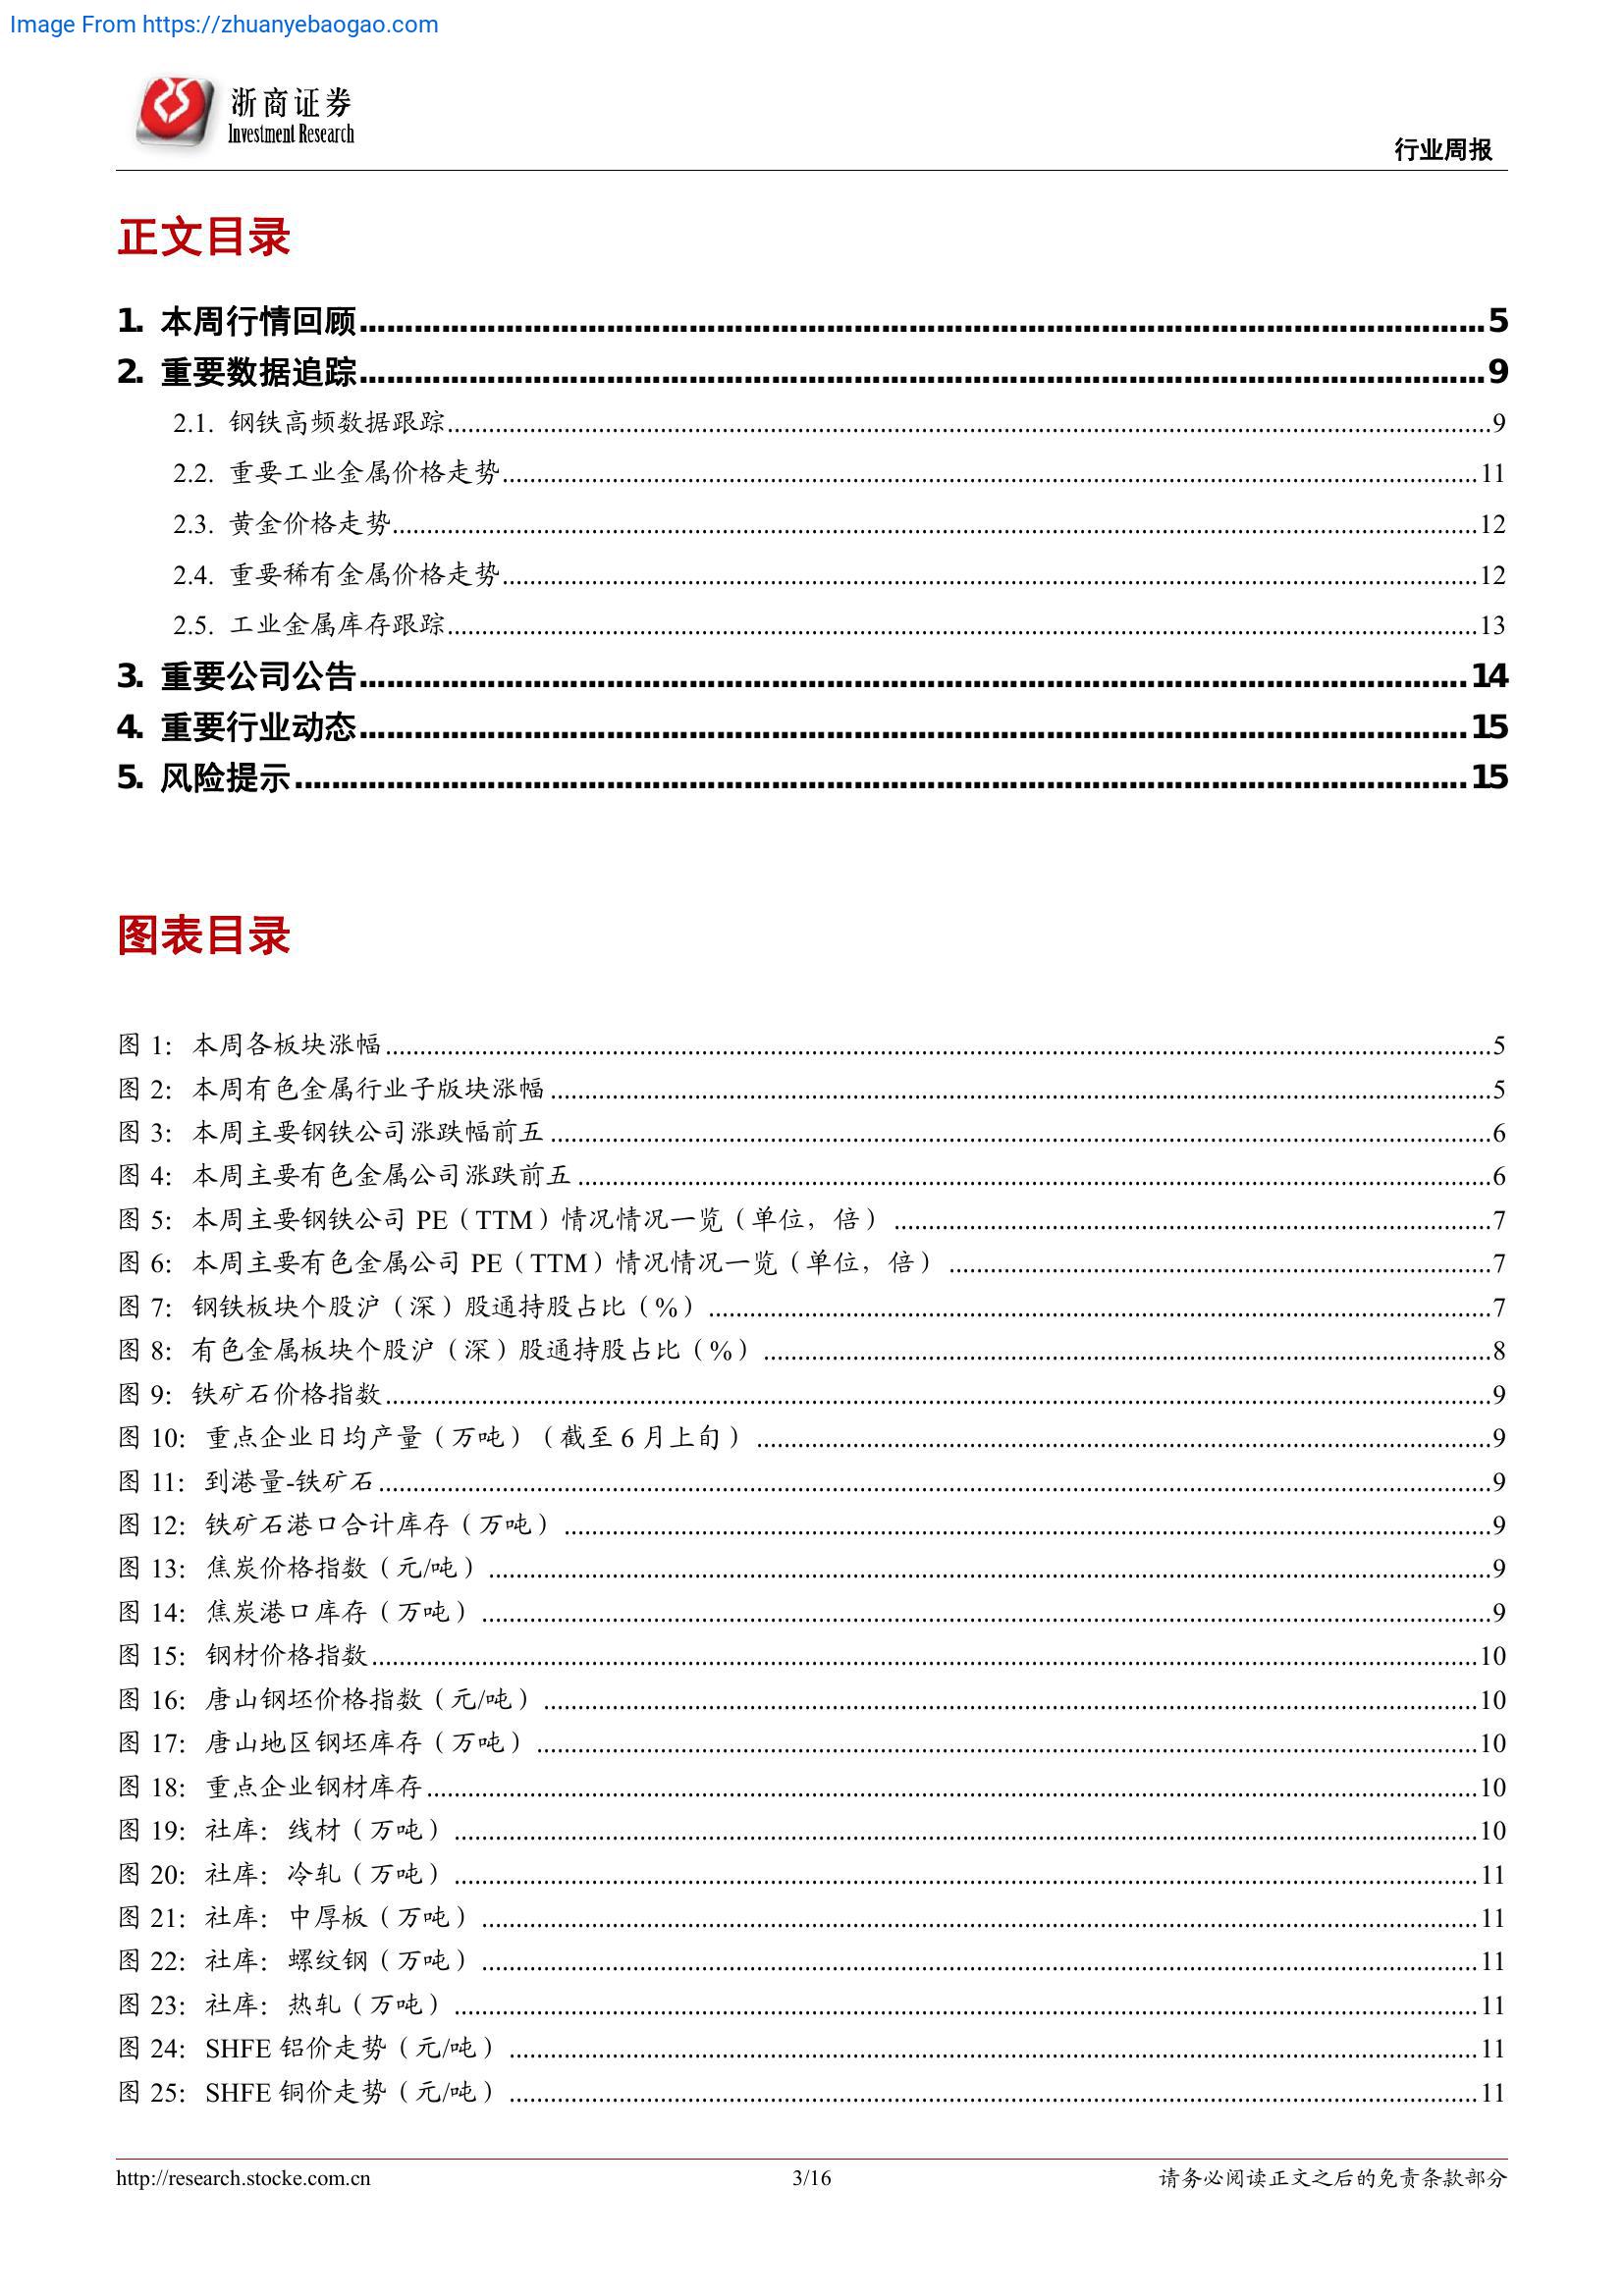 Image From https://zhuanyebaogao.com
浙商证券
Investment Research
行业周报
正文目录
1. 本周行情回顾 5
2. 重要数据追踪 9
2.1. 钢铁高频数据跟踪 9
2.2. 重要工业金属价格走势 11
2.3. 黄金价格走势 12
2.4. 重要稀有金属价格走势 12
2.5. 工业金属库存跟踪 13
3. 重要公司公告 14
4. 重要行业动态 15
5. 风险提示 15
图表目录
图 1：本周各板块涨幅 5
图 2：本周有色金属行业子版块涨幅 5
图 3：本周主要钢铁公司涨跌幅前五 6
图 4：本周主要有色金属公司涨跌前五 6
图 5：本周主要钢铁公司 PE（TTM）情况情况一览（单位，倍） 7
图 6：本周主要有色金属公司 PE（TTM）情况情况一览（单位，倍） 7
图 7：钢铁板块个股沪（深）股通持股占比（%） 7
图 8：有色金属板块个股沪（深）股通持股占比（%） 8
图 9：铁矿石价格指数 9
图 10：重点企业日均产量（万吨）（截至 6 月上旬） 9
图 11：到港量-铁矿石 9
图 12：铁矿石港口合计库存（万吨） 9
图 13：焦炭价格指数（元/吨） 9
图 14：焦炭港口库存（万吨） 9
图 15：钢材价格指数 10
图 16：唐山钢坯价格指数（元/吨） 10
图 17：唐山地区钢坯库存（万吨） 10
图 18：重点企业钢材库存 10
图 19：社库：线材（万吨） 10
图 20：社库：冷轧（万吨） 11
图 21：社库：中厚板（万吨） 11
图 22：社库：螺纹钢（万吨） 11
图 23：社库：热轧（万吨） 11
图 24：SHFE 铝价走势（元/吨） 11
图 25：SHFE 铜价走势（元/吨） 11
http://research.stocke.com.cn 3/16 请务必阅读正文之后的免责条款部分